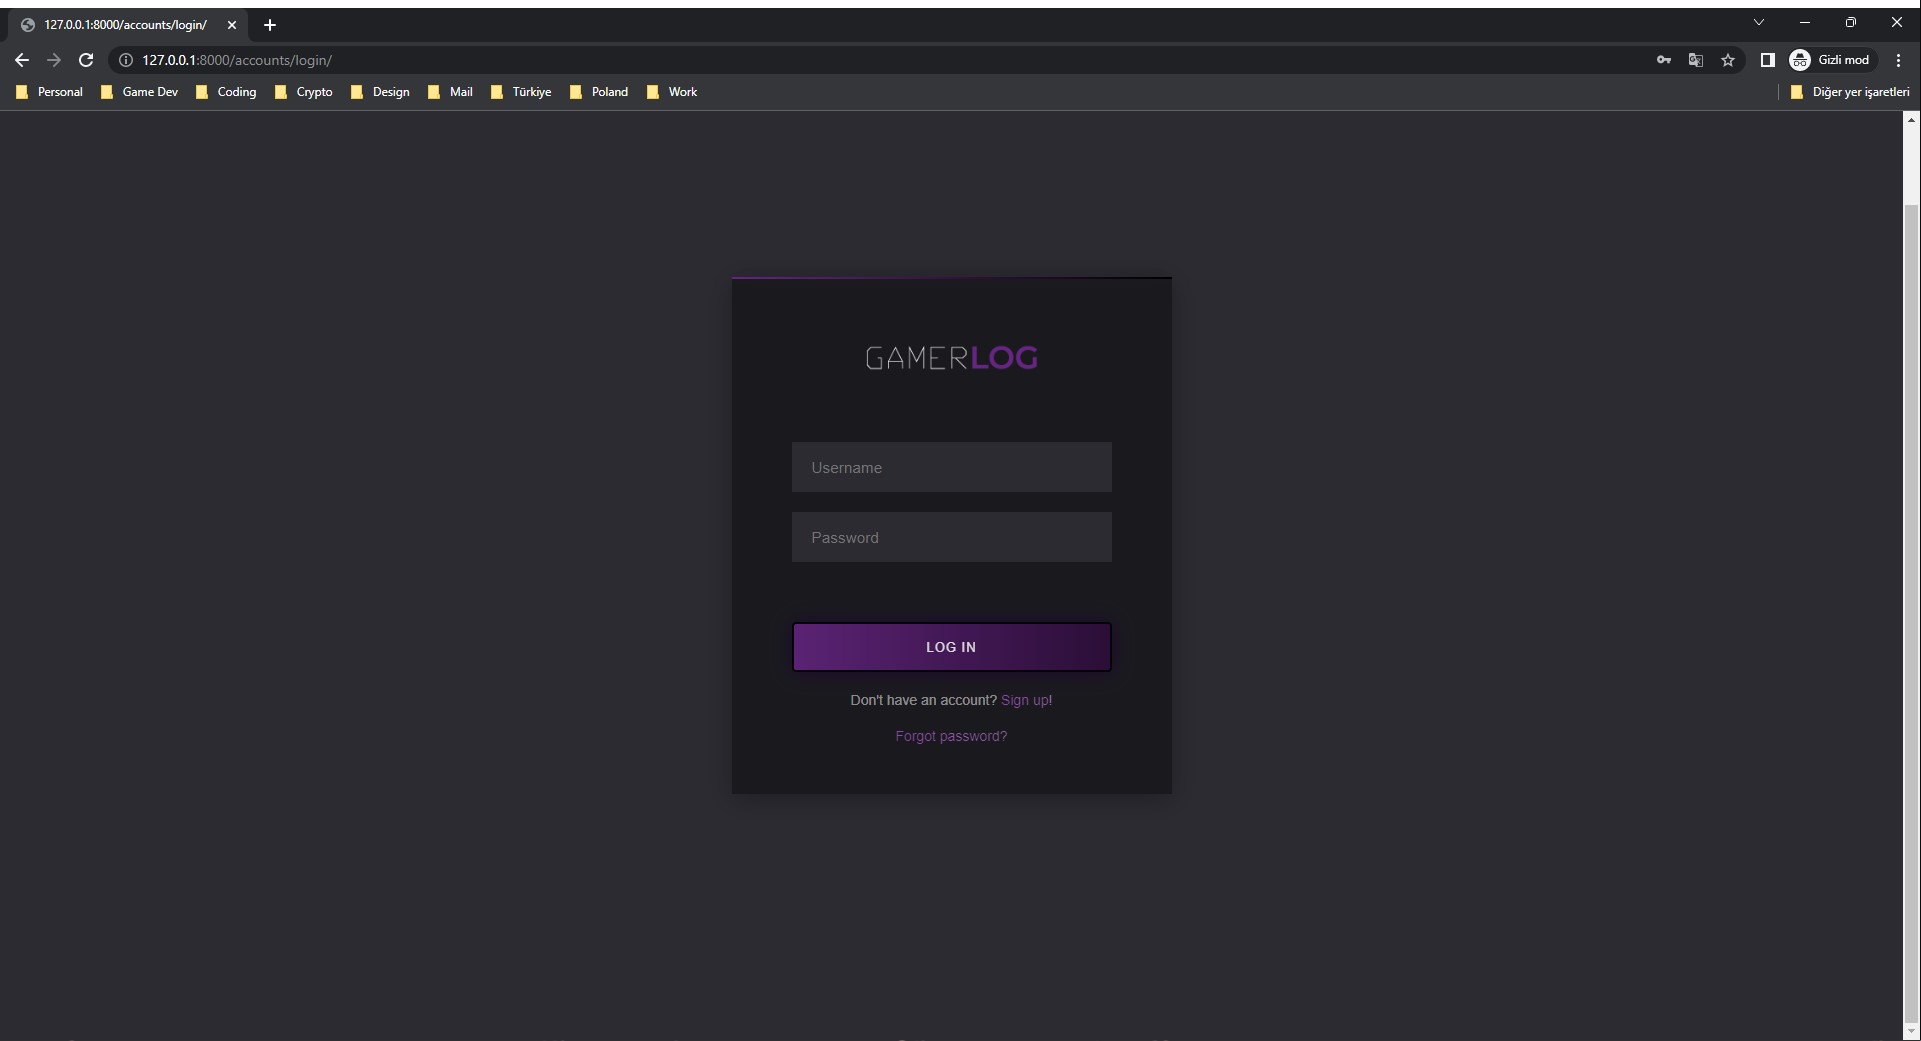 127.0.0.1:8000/accounts/login/
127.0.0.1:8000/accounts/login/
Gizli mod
Personal Game Dev Coding Crypto Design Mail Türkiye Poland Work Diğer yer işaretleri
GAMERLOG
Username
Password
LOG IN
Don't have an account? Sign up!
Forgot password?